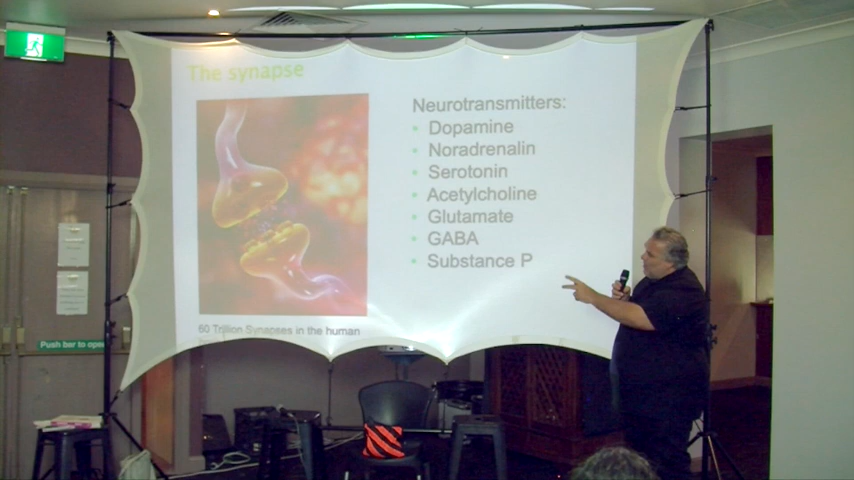 The synapse
Neurotransmitters:
• Dopamine
• Noradrenalin
• Serotonin
• Acetylcholine
• Glutamate
• GABA
• Substance P
60 Trillion Synapses in the human
Push bar to open